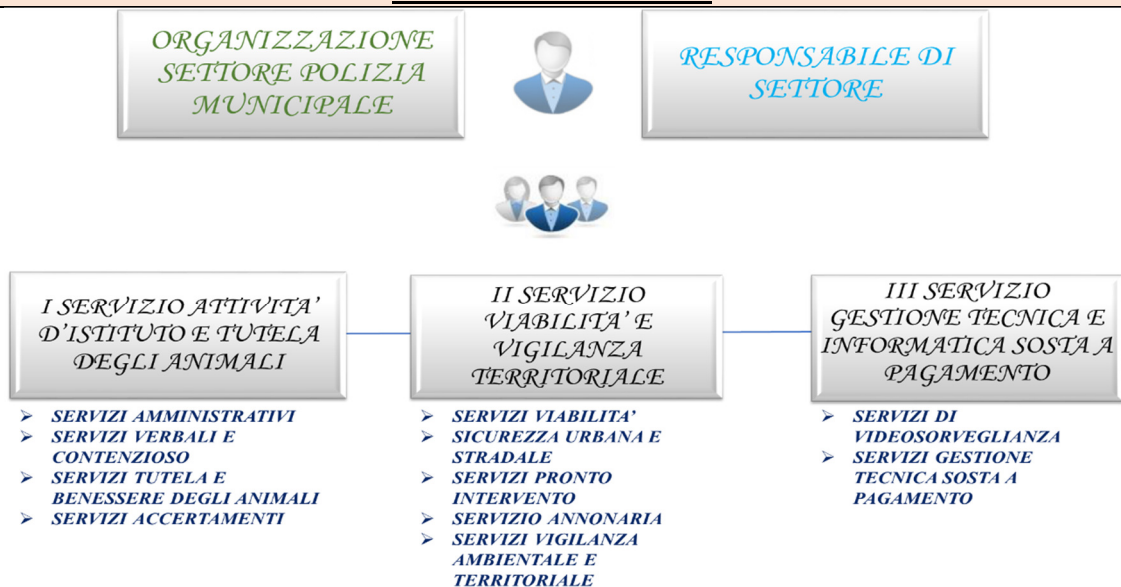 ORGANIZZAZIONE
SETTORE POLIZIA
MUNICIPALE
RESPONSABILE DI
SETTORE
I SERVIZIO ATTIVITA'
D'ISTITUTO E TUTELA
DEGLI ANIMALI
SERVIZI AMMINISTRATIVI
SERVIZI VERBALI E
CONTENZIOSO
SERVIZI TUTELA E
BENESSERE DEGLI ANIMALI
SERVIZI ACCERTAMENTI
II SERVIZIO
VIABILITA' E
VIGILANZA
TERRITORIALE
SERVIZI VIABILITA'
SICUREZZA URBANA E
STRADALE
SERVIZI PRONTO
INTERVENTO
SERVIZIO ANNONARIA
SERVIZI VIGILANZA
AMBIENTALE E
TERRITORIALE
III SERVIZIO
GESTIONE TECNICA E
INFORMATICA SOSTA A
PAGAMENTO
SERVIZI DI
VIDEOSORVEGLIANZA
SERVIZI GESTIONE
TECNICA SOSTA A
PAGAMENTO